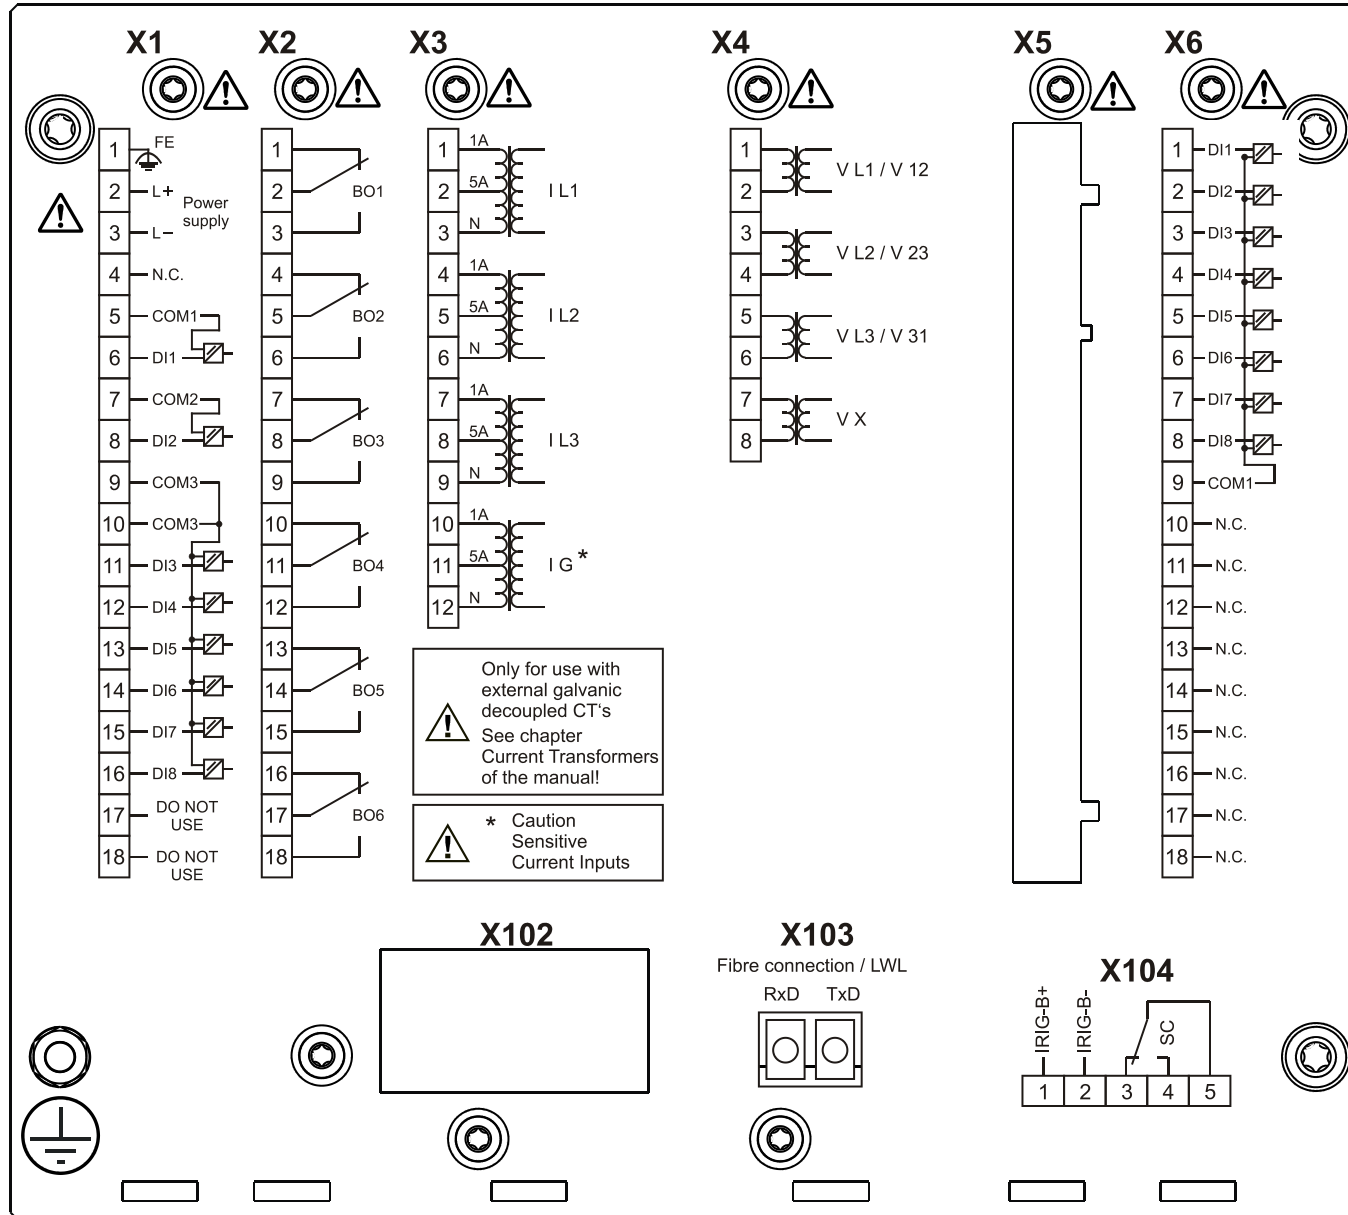 X1 X2 X3 X4 X5 X6
1 FE
2 L+
3 L–
Power
supply
4 N.C.
5 COM1
6 DI1
7 COM2
8 DI2
9 COM3
10 COM3
11 DI3
12 DI4
13 DI5
14 DI6
15 DI7
16 DI8
17 DO NOT
USE
18 DO NOT
USE
1
2 BO1
3
4
5 BO2
6
7
8 BO3
9
10
11 BO4
12
13
14 BO5
15
16
17 BO6
18
1 1A
2 5A I L1
3 N
4 1A
5 5A I L2
6 N
7 1A
8 5A I L3
9 N
10 1A
11 5A I G *
12 N
Only for use with
external galvanic
decoupled CT's
See chapter
Current Transformers
of the manual!
* Caution
Sensitive
Current Inputs
1
V L1 / V 12
2
3
V L2 / V 23
4
5
V L3 / V 31
6
7
V X
8
1 DI1
2 DI2
3 DI3
4 DI4
5 DI5
6 DI6
7 DI7
8 DI8
9 COM1
10 N.C.
11 N.C.
12 N.C.
13 N.C.
14 N.C.
15 N.C.
16 N.C.
17 N.C.
18 N.C.
X102
X103
Fibre connection / LWL
RxD TxD
X104
IRIG-B+
IRIG-B-
SC
1 2 3 4 5